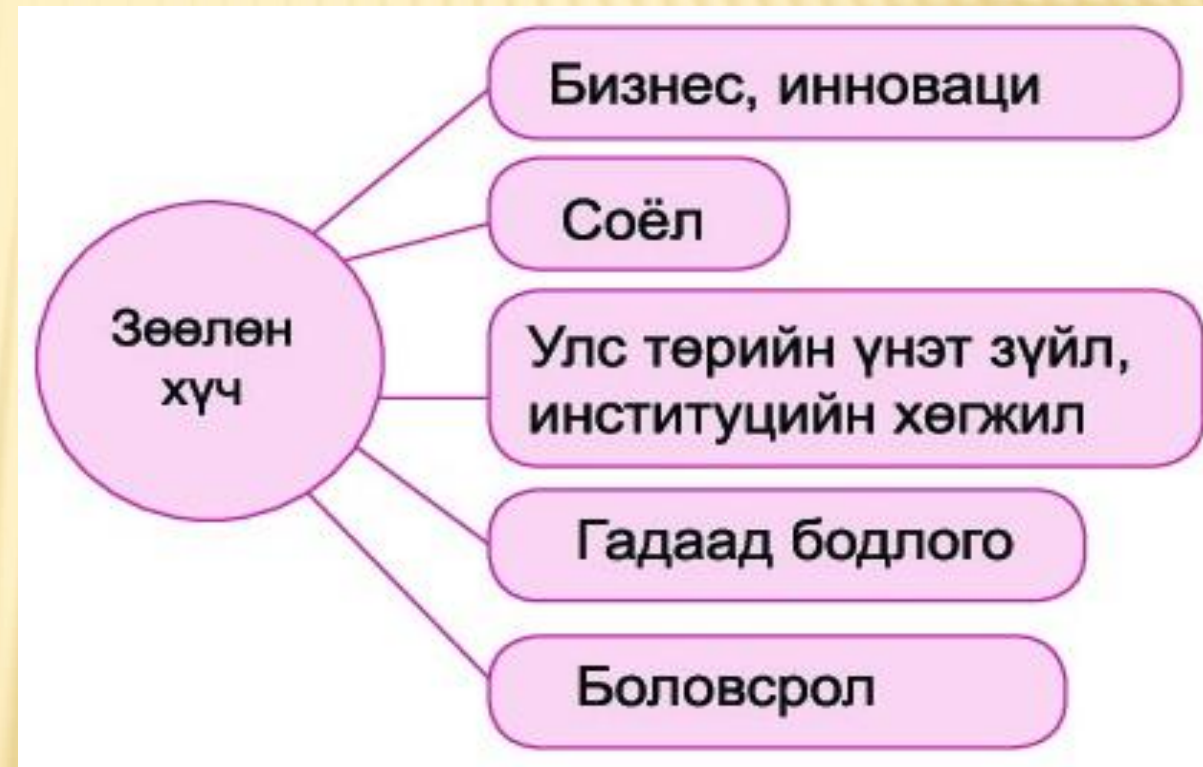 Бизнес, инноваци
Соёл
Зөөлөн
хүч
Улс төрийн үнэт зүйл,
институцийн хөгжил
Гадаад бодлого
Боловсрол